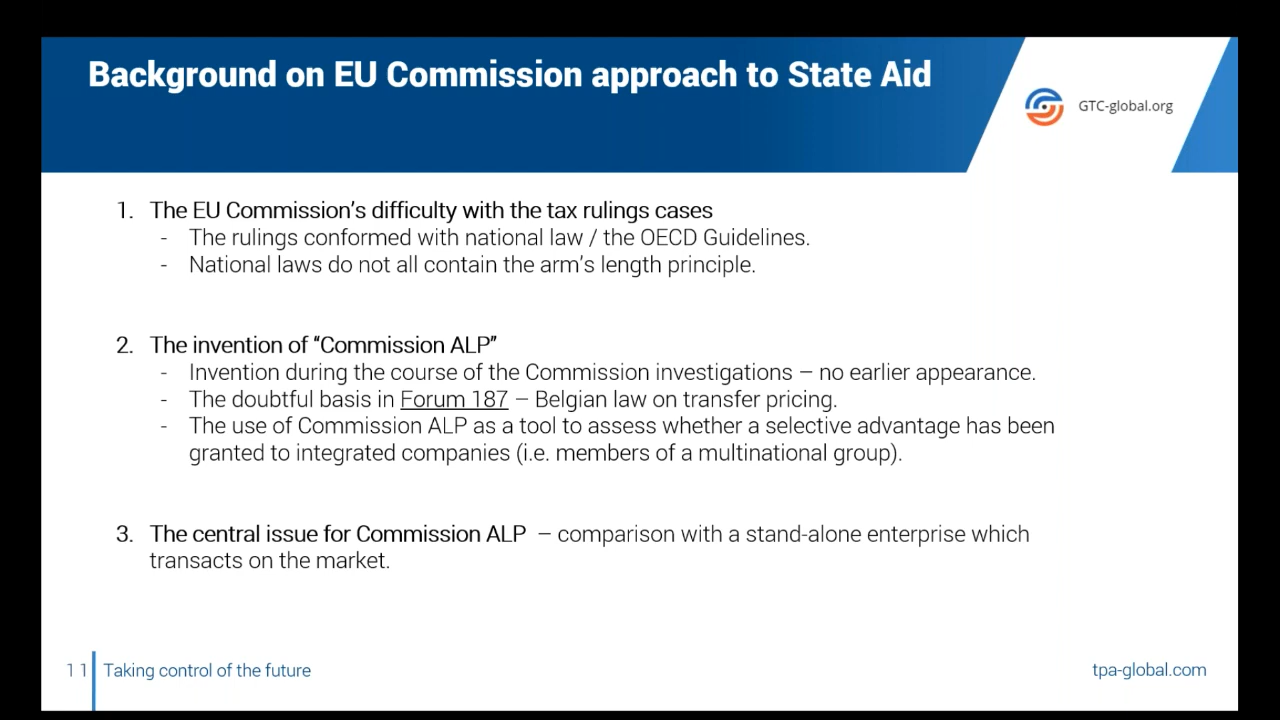 Background on EU Commission approach to State Aid
GTC-global.org
1. The EU Commission’s difficulty with the tax rulings cases
- The rulings conformed with national law / the OECD Guidelines.
- National laws do not all contain the arm’s length principle.
2. The invention of “Commission ALP”
- Invention during the course of the Commission investigations – no earlier appearance.
- The doubtful basis in Forum 187 – Belgian law on transfer pricing.
- The use of Commission ALP as a tool to assess whether a selective advantage has been
granted to integrated companies (i.e. members of a multinational group).
3. The central issue for Commission ALP – comparison with a stand-alone enterprise which
transacts on the market.
11 Taking control of the future
tpa-global.com